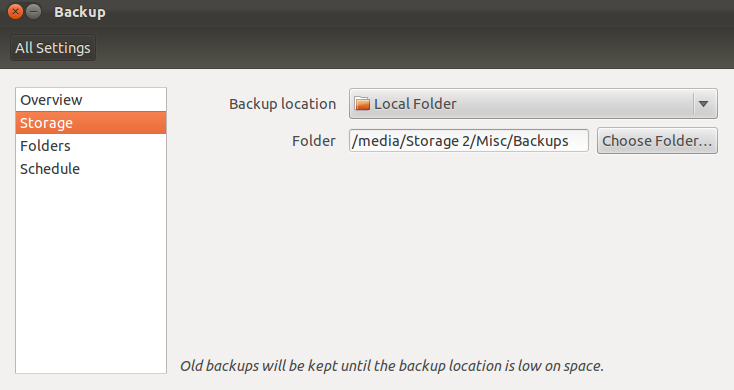 Backup
All Settings
Overview
Storage
Folders
Schedule
Backup location Local Folder
Folder /media/Storage 2/Misc/Backups Choose Folder...
Old backups will be kept until the backup location is low on space.